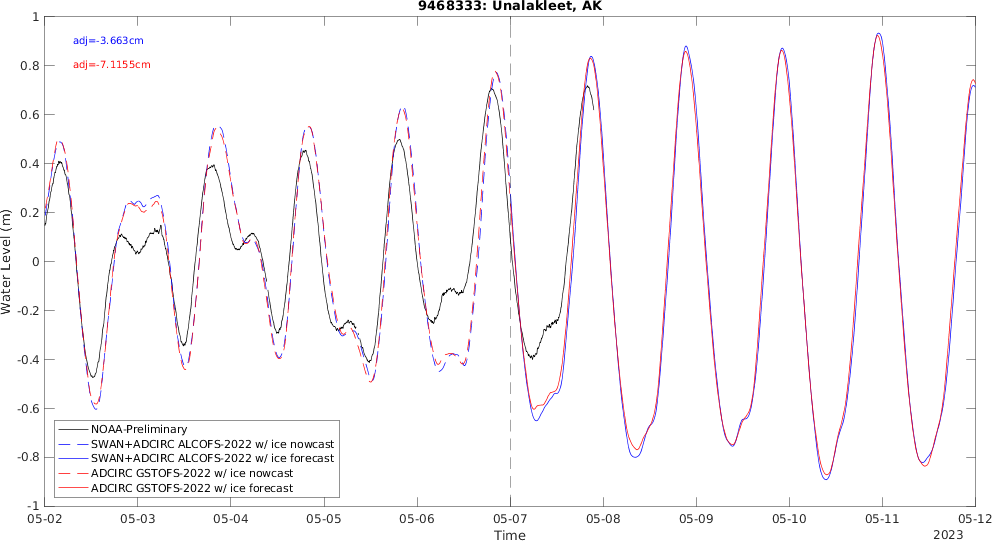 9468333: Unalakleet, AK
adj=-3.663cm
adj=-7.1155cm
Water Level (m)
1
0.8
0.6
0.4
0.2
0
-0.2
-0.4
-0.6
-0.8
-1
NOAA-Preliminary
SWAN+ADCIRC ALCOFS-2022 w/ ice nowcast
SWAN+ADCIRC ALCOFS-2022 w/ ice forecast
ADCIRC GSTOFS-2022 w/ ice nowcast
ADCIRC GSTOFS-2022 w/ ice forecast
05-02 05-03 05-04 05-05 05-06 05-07 05-08 05-09 05-10 05-11 05-12
Time
2023